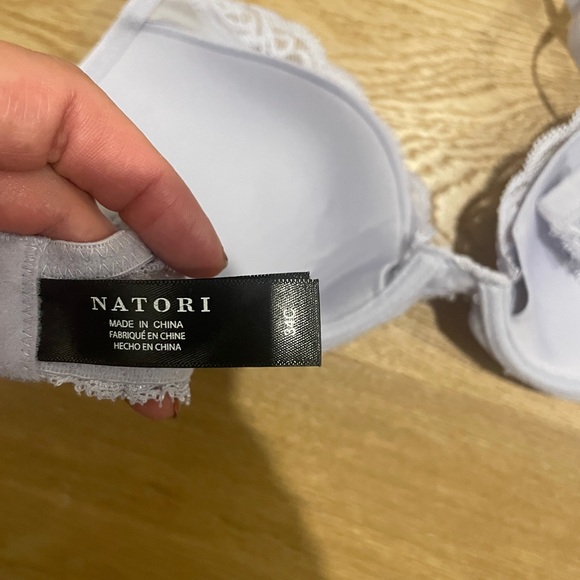 NATORI
MADE IN CHINA
FABRIQUÉ EN CHINE
HECHO EN CHINA
34C